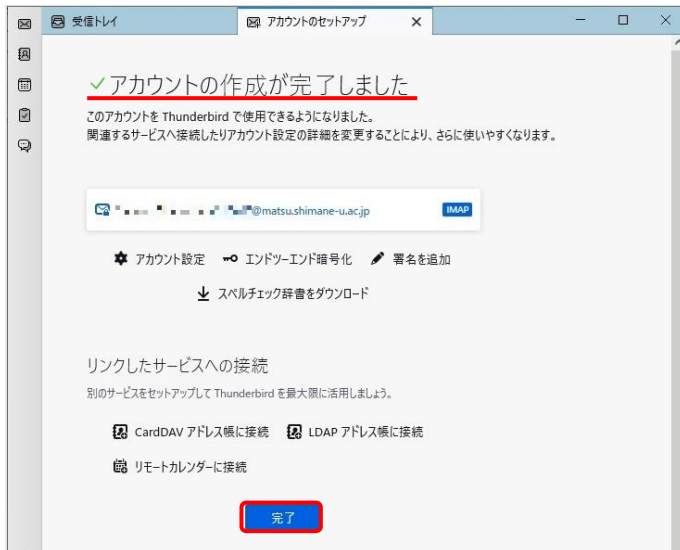 受信トレイ
アカウントのセットアップ
アカウントの作成が完了しました
このアカウントを Thunderbird で使用できるようになりました。
関連するサービスへ接続したりアカウント設定の詳細を変更することにより、さらに使いやすくなります。
@matsu.shimane-u.ac.jp IMAP
アカウント設定 エンドツーエンド暗号化 署名を追加
スペルチェック辞書をダウンロード
リンクしたサービスへの接続
別のサービスをセットアップして Thunderbird を最大限に活用しましょう。
CardDAV アドレス帳に接続 LDAP アドレス帳に接続
リモートカレンダーに接続
完了